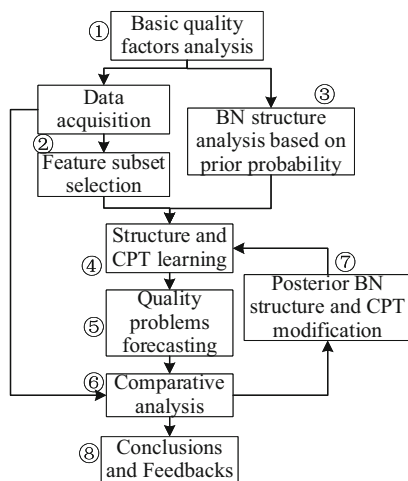 ①
Basic quality
factors analysis
Data
acquisition
②
Feature subset
selection
③
BN structure
analysis based on
prior probability
④
Structure and
CPT learning
⑤
Quality
problems
forecasting
⑥
Comparative
analysis
⑦
Posterior BN
structure and CPT
modification
⑧
Conclusions
and Feedbacks